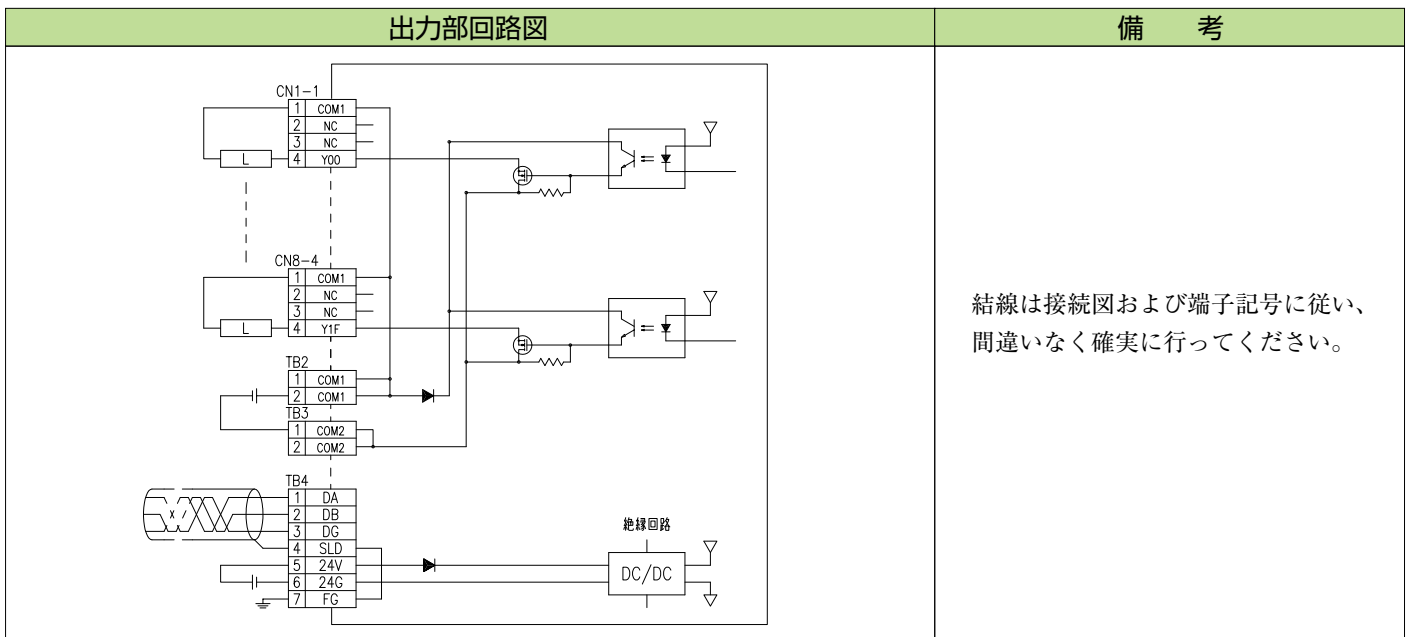 出力部回路図
備　考
CN1-1
1 COM1
2 NC
3 NC
L 4 Y00
CN8-4
1 COM1
2 NC
3 NC
L 4 Y1F
TB2
1 COM1
2 COM1
TB3
1 COM2
2 COM2
TB4
1 DA
2 DB
3 DG
4 SLD
5 24V
6 24G
7 FG
絶縁回路
DC/DC
結線は接続図および端子記号に従い、
間違いなく確実に行ってください。